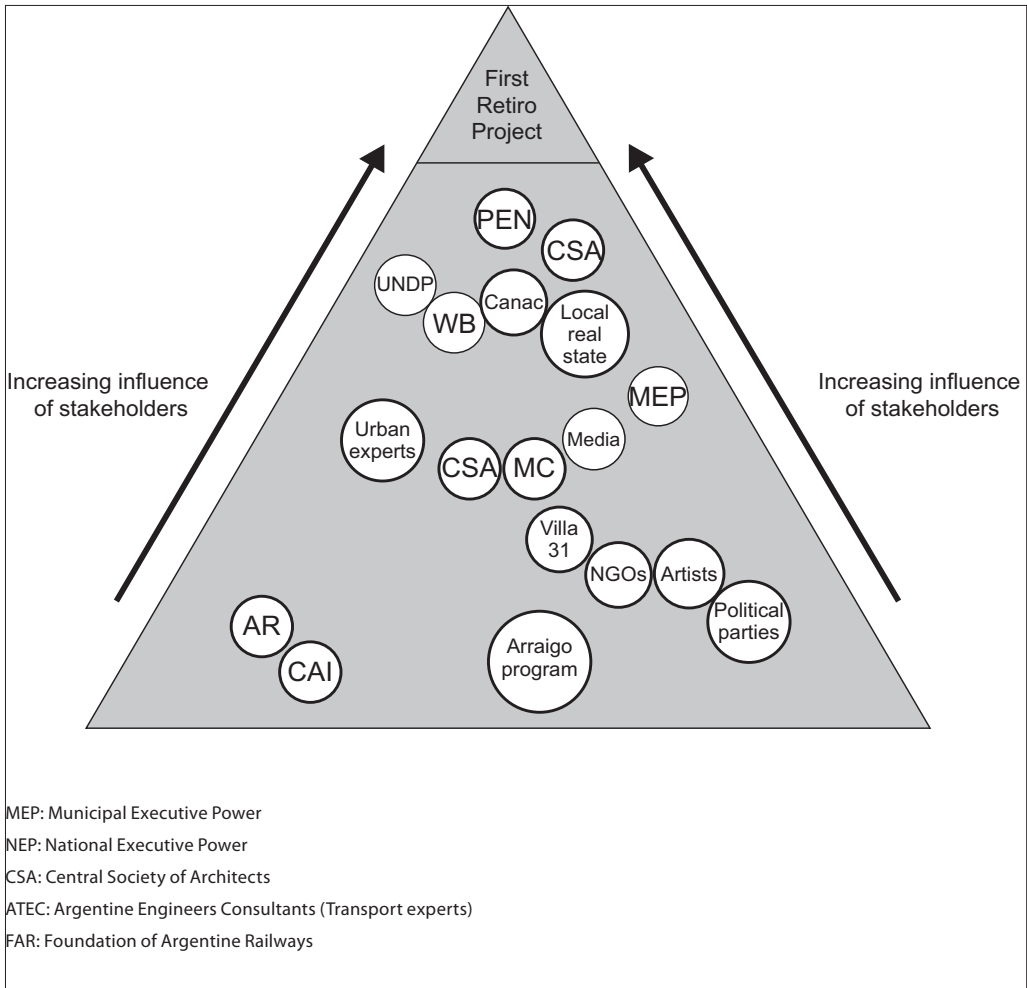 First
Retiro
Project
PEN
CSA
UNDP
Canac
WB
Local
real
state
Increasing influence
of stakeholders
Increasing influence
of stakeholders
MEP
Urban
experts
Media
CSA
MC
Villa
31
NGOs
Artists
Political
parties
AR
CAI
Arraigo
program
MEP: Municipal Executive Power
NEP: National Executive Power
CSA: Central Society of Architects
ATEC: Argentine Engineers Consultants (Transport experts)
FAR: Foundation of Argentine Railways